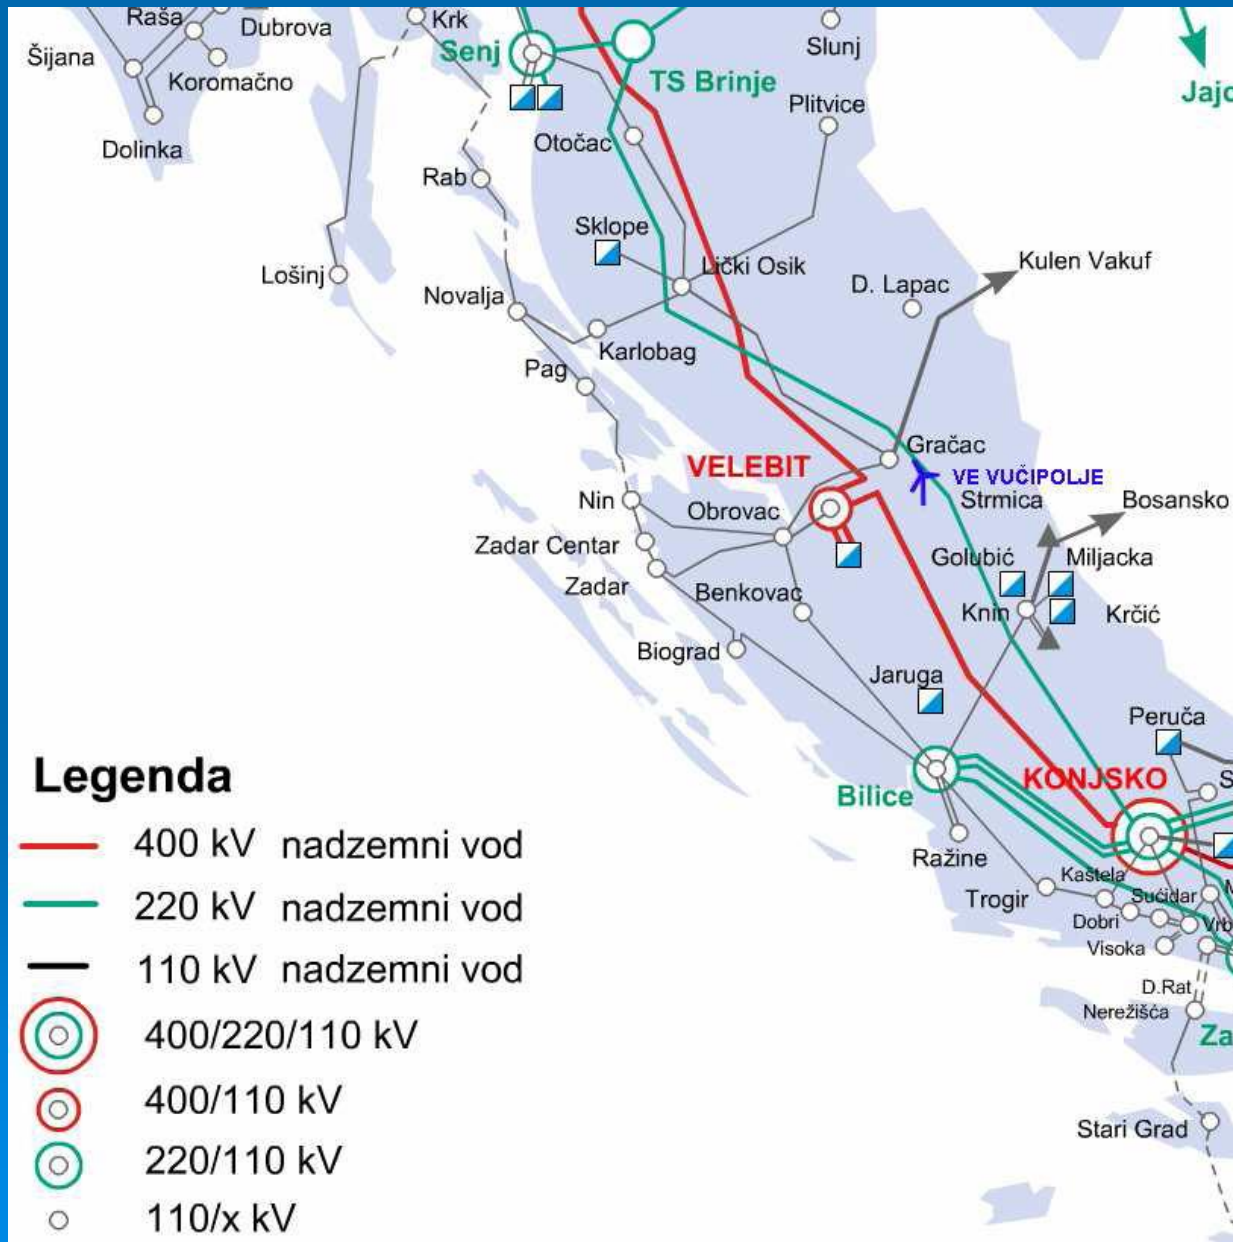 Raša
Dubrova
Krk
Šijana
Koromačno
Dolinka
Senj
TS Brinje
Slunj
Plitvice
Jajc
Otočac
Rab
Sklope
Lički Osik
Lošinj
Novalja
Karlobag
D. Lapac
Kulen Vakuf
Pag
Gračac
VELEBIT
VE VUČIPOLJE
Strmica
Bosansko
Nin
Obrovac
Zadar Centar
Zadar
Golubić
Miljacka
Benkovac
Knin
Krčić
Biograd
Jaruga
Peruča
KONJSKO
S
Bilice
Ražine
Kaštela
Trogir
Sućidar
M
Dobri
Vrb
Visoka
D.Rat
Nerežišća
Za
Stari Grad
Legenda
400 kV nadzemni vod
220 kV nadzemni vod
110 kV nadzemni vod
400/220/110 kV
400/110 kV
220/110 kV
110/x kV